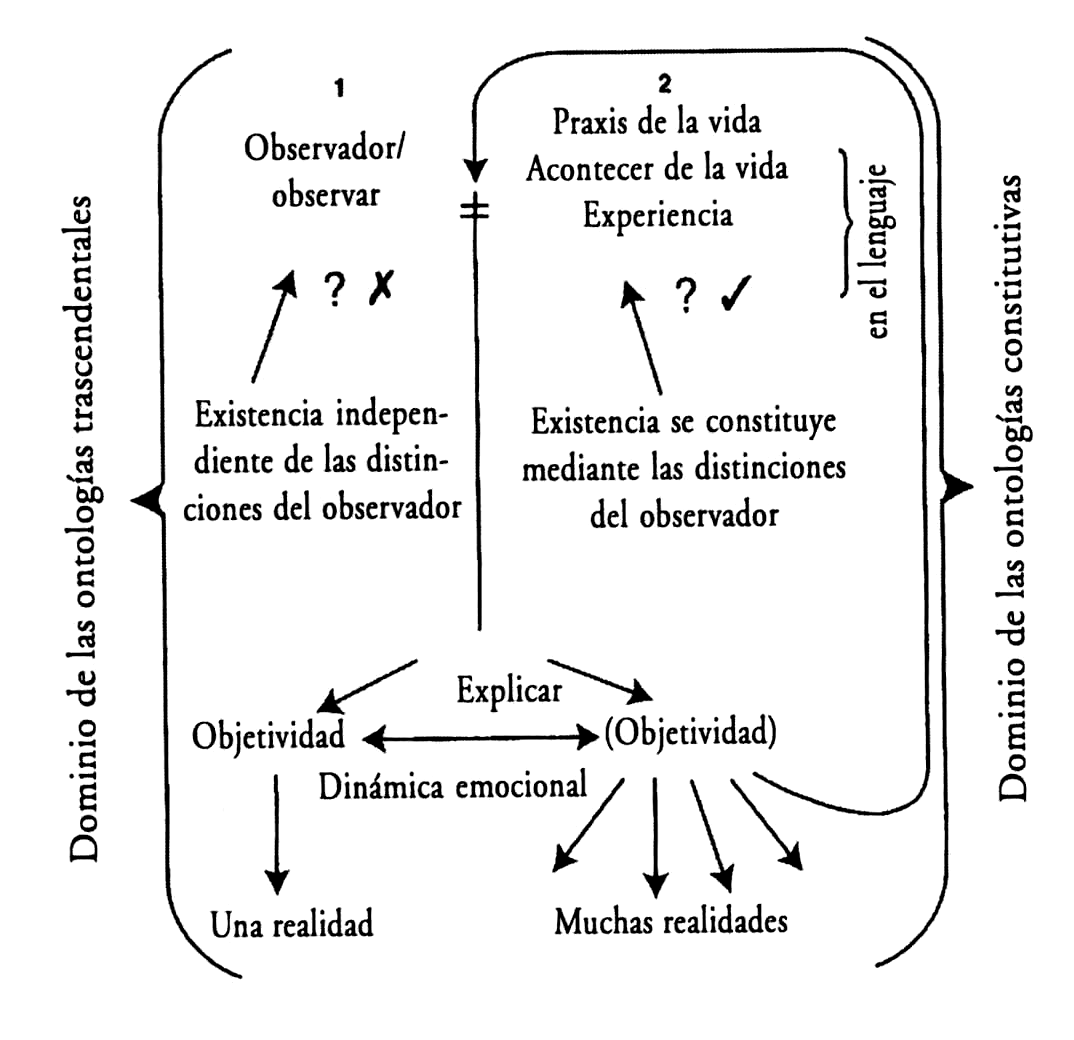 1
Observador/
observar
? ✗
Existencia indepen-
diente de las distin-
ciones del observador
2
Praxis de la vida
Acontecer de la vida
Experiencia
en el lenguaje
? ✓
Existencia se constituye
mediante las distinciones
del observador
Explicar
Objetividad
(Objetividad)
Dinámica emocional
Una realidad
Muchas realidades
Dominio de las ontologías trascendentales
Dominio de las ontologías constitutivas